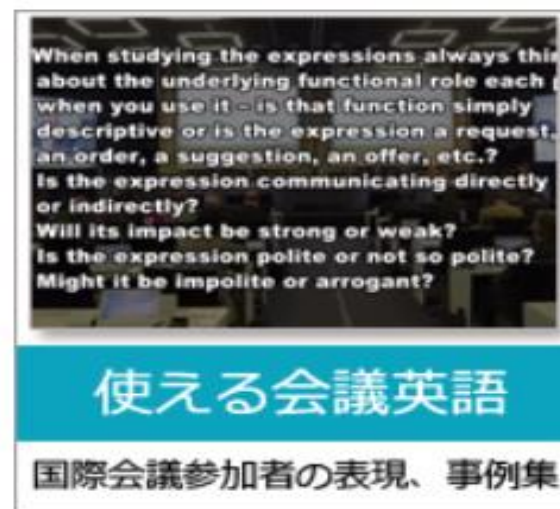 When studying the expressions always
about the underlying functional role each
when you use it - is that function simply
descriptive or is the expression a request,
an order, a suggestion, an offer, etc.?
Is the expression communicating directly
or indirectly?
Will its impact be strong or weak?
Is the expression polite or not so polite?
Might it be impolite or arrogant?
使える会議英語
国際会議参加者の表現、事例集